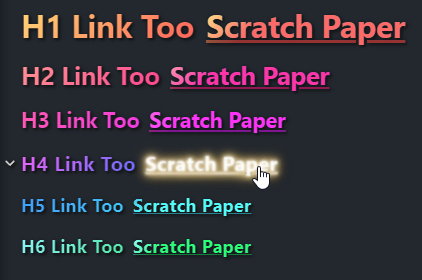 H1 Link Too Scratch Paper
H2 Link Too Scratch Paper
H3 Link Too Scratch Paper
H4 Link Too Scratch Paper
H5 Link Too Scratch Paper
H6 Link Too Scratch Paper